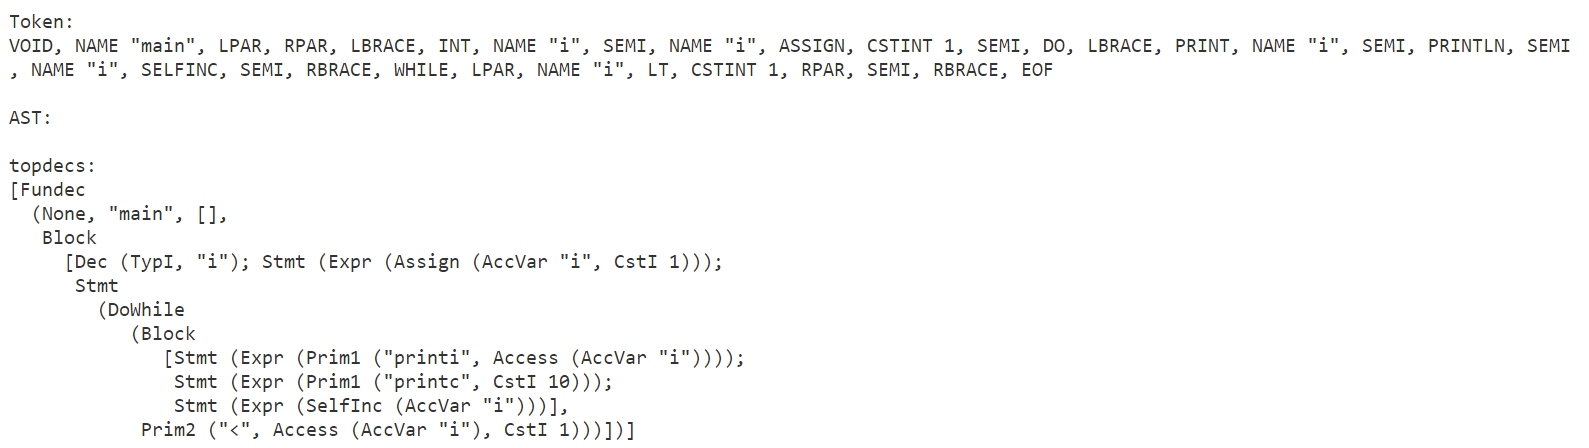 Token:
VOID, NAME "main", LPAR, RPAR, LBRACE, INT, NAME "i", SEMI, NAME "i", ASSIGN, CSTINT 1, SEMI, DO, LBRACE, PRINT, NAME "i", SEMI, PRINTLN, SEMI
, NAME "i", SELFINC, SEMI, RBRACE, WHILE, LPAR, NAME "i", LT, CSTINT 1, RPAR, SEMI, RBRACE, EOF

AST:

topdecs:
[Fundec
  (None, "main", [],
   Block
     [Dec (TypI, "i"); Stmt (Expr (Assign (AccVar "i", CstI 1)));
      Stmt
        (DoWhile
           (Block
              [Stmt (Expr (Prim1 ("printi", Access (AccVar "i"))));
               Stmt (Expr (Prim1 ("printc", CstI 10)));
               Stmt (Expr (SelfInc (AccVar "i")))],
            Prim2 ("<", Access (AccVar "i"), CstI 1)))])]